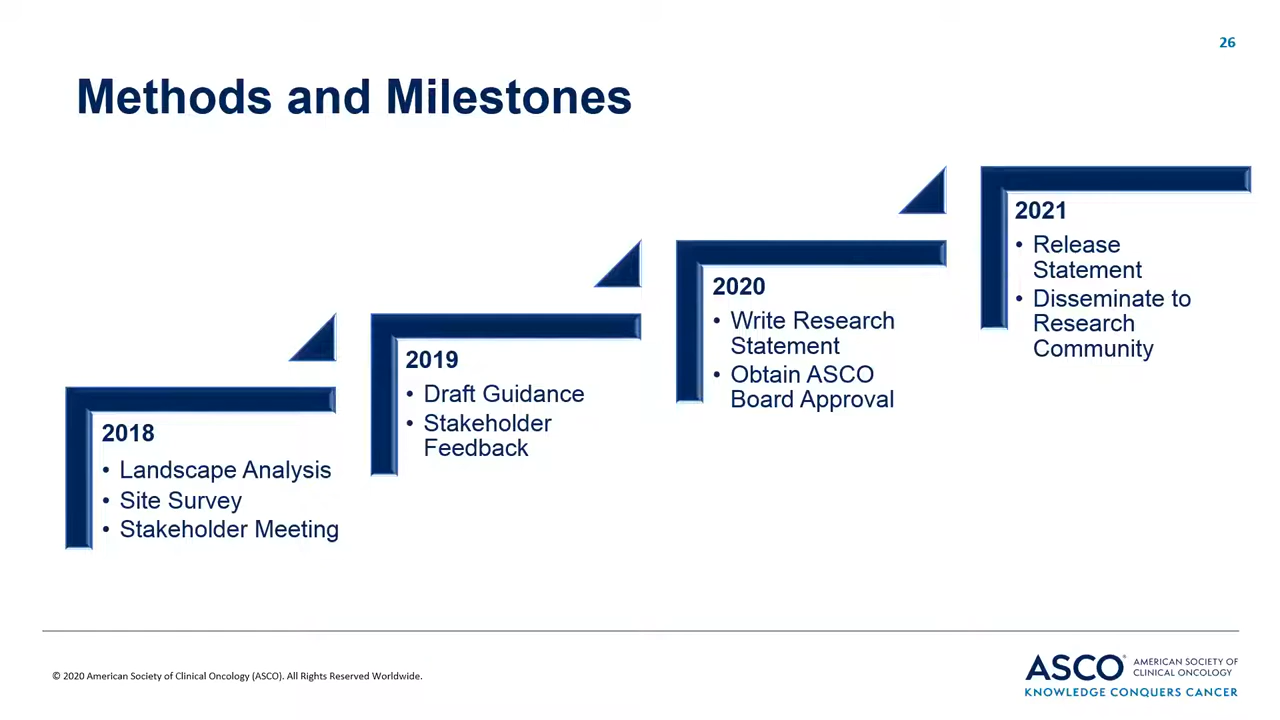 26
Methods and Milestones
2018
• Landscape Analysis
• Site Survey
• Stakeholder Meeting
2019
• Draft Guidance
• Stakeholder
Feedback
2020
• Write Research
Statement
• Obtain ASCO
Board Approval
2021
• Release
Statement
• Disseminate to
Research
Community
© 2020 American Society of Clinical Oncology (ASCO). All Rights Reserved Worldwide.
ASCO®
AMERICAN SOCIETY OF
CLINICAL ONCOLOGY
KNOWLEDGE CONQUERS CANCER